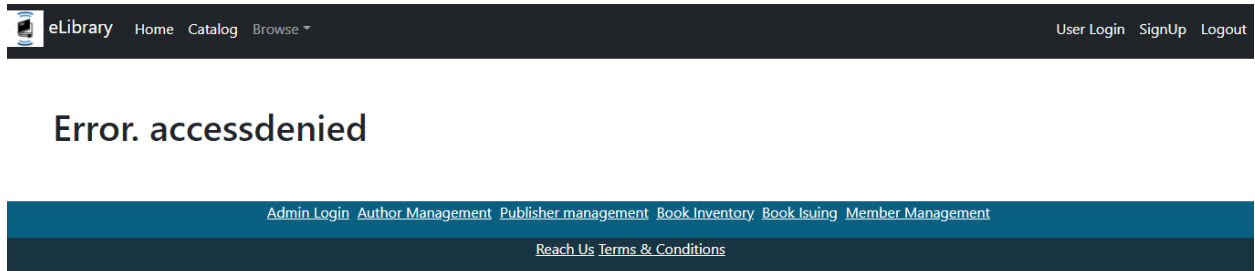 eLibrary Home Catalog Browse User Login SignUp Logout
Error. accessdenied
Admin Login Author Management Publisher management Book Inventory Book Isuing Member Management
Reach Us Terms & Conditions